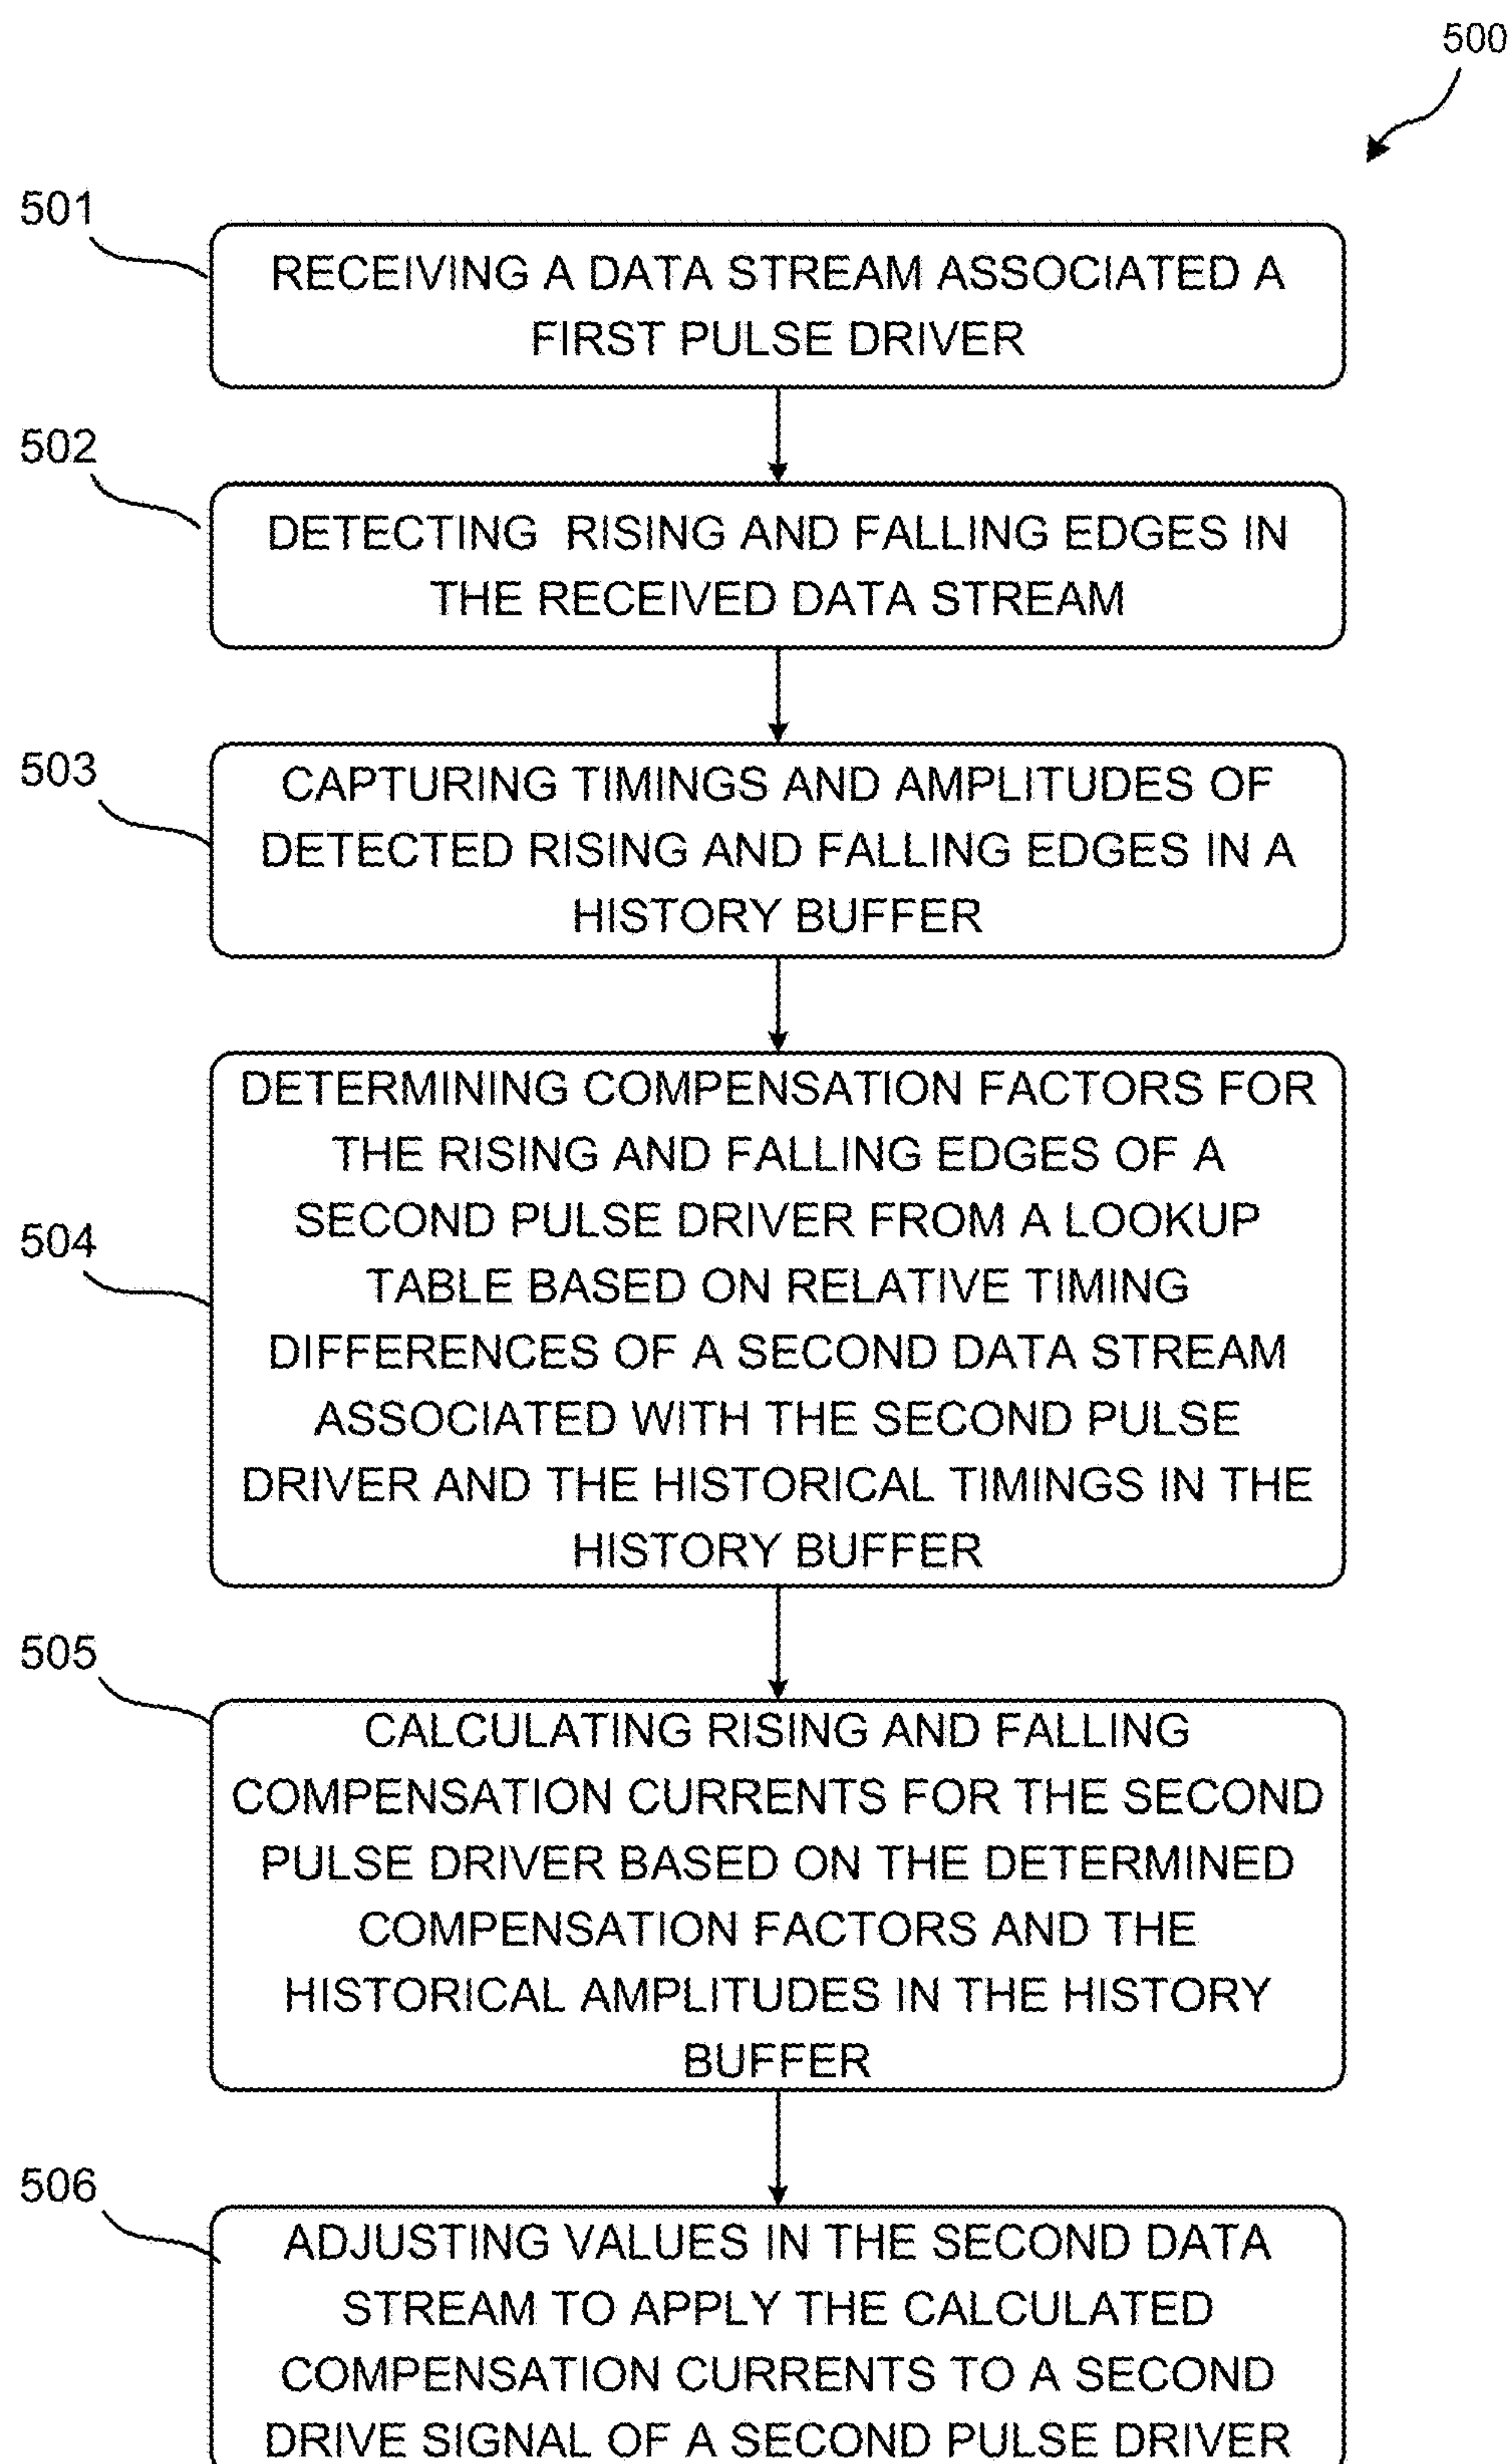 500
501
RECEIVING A DATA STREAM ASSOCIATED A
FIRST PULSE DRIVER
502
DETECTING RISING AND FALLING EDGES IN
THE RECEIVED DATA STREAM
503
CAPTURING TIMINGS AND AMPLITUDES OF
DETECTED RISING AND FALLING EDGES IN A
HISTORY BUFFER
504
DETERMINING COMPENSATION FACTORS FOR
THE RISING AND FALLING EDGES OF A
SECOND PULSE DRIVER FROM A LOOKUP
TABLE BASED ON RELATIVE TIMING
DIFFERENCES OF A SECOND DATA STREAM
ASSOCIATED WITH THE SECOND PULSE
DRIVER AND THE HISTORICAL TIMINGS IN THE
HISTORY BUFFER
505
CALCULATING RISING AND FALLING
COMPENSATION CURRENTS FOR THE SECOND
PULSE DRIVER BASED ON THE DETERMINED
COMPENSATION FACTORS AND THE
HISTORICAL AMPLITUDES IN THE HISTORY
BUFFER
506
ADJUSTING VALUES IN THE SECOND DATA
STREAM TO APPLY THE CALCULATED
COMPENSATION CURRENTS TO A SECOND
DRIVE SIGNAL OF A SECOND PULSE DRIVER